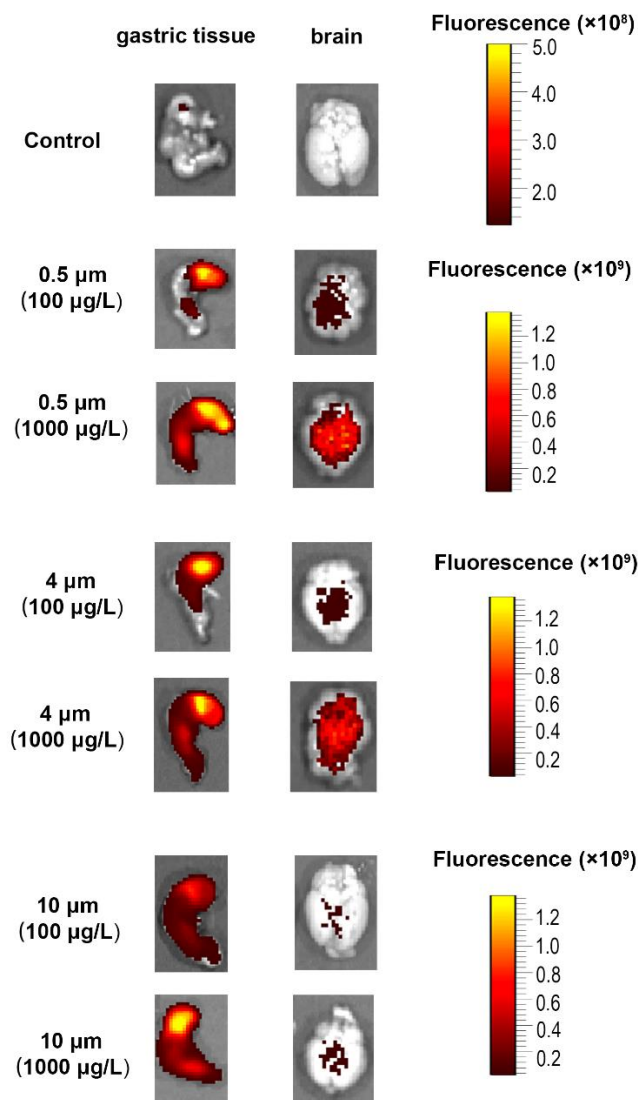 gastric tissue
brain
Fluorescence (×10⁸)
Control
5.0
4.0
3.0
2.0
0.5 μm
(100 μg/L)
Fluorescence (×10⁹)
1.2
1.0
0.8
0.6
0.4
0.2
0.5 μm
(1000 μg/L)
4 μm
(100 μg/L)
Fluorescence (×10⁹)
1.2
1.0
0.8
0.6
0.4
0.2
4 μm
(1000 μg/L)
10 μm
(100 μg/L)
Fluorescence (×10⁹)
1.2
1.0
0.8
0.6
0.4
0.2
10 μm
(1000 μg/L)